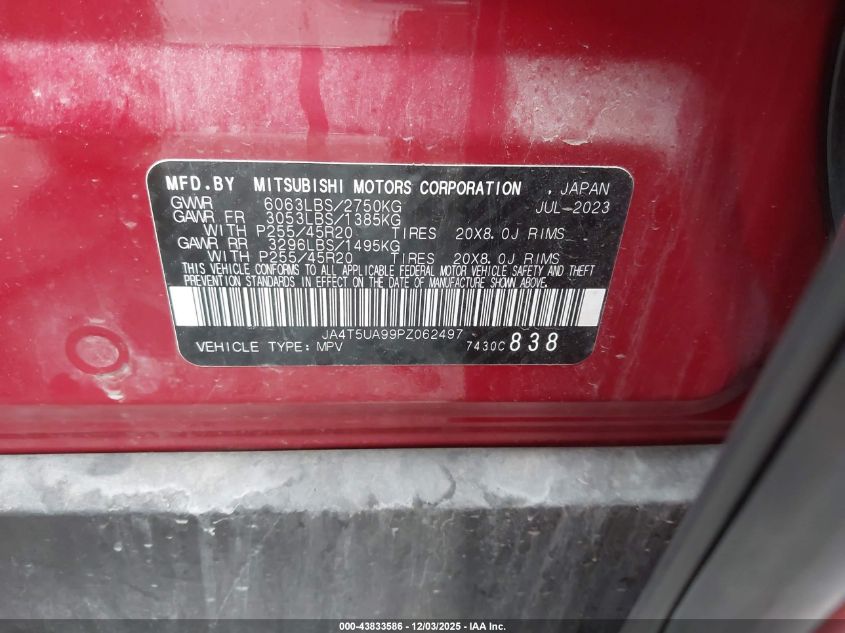 MFD.BY MITSUBISHI MOTORS CORPORATION , JAPAN
GVWR 6063LBS/2750KG JUL-2023
GAWR FR 3053LBS/1385KG
WITH P255/45R20 TIRES 20X8.0J RIMS
GAWR RR 3296LBS/1495KG
WITH P255/45R20 TIRES 20X8.0J RIMS
THIS VEHICLE CONFORMS TO ALL APPLICABLE FEDERAL MOTOR VEHICLE SAFETY AND THEFT
PREVENTION STANDARDS IN EFFECT ON THE DATE OF MANUFACTURE SHOWN ABOVE.
JA4T5UA99PZ062497
VEHICLE TYPE: MPV 7430C 838
000-43833586 - 12/03/2025 - IAA Inc.